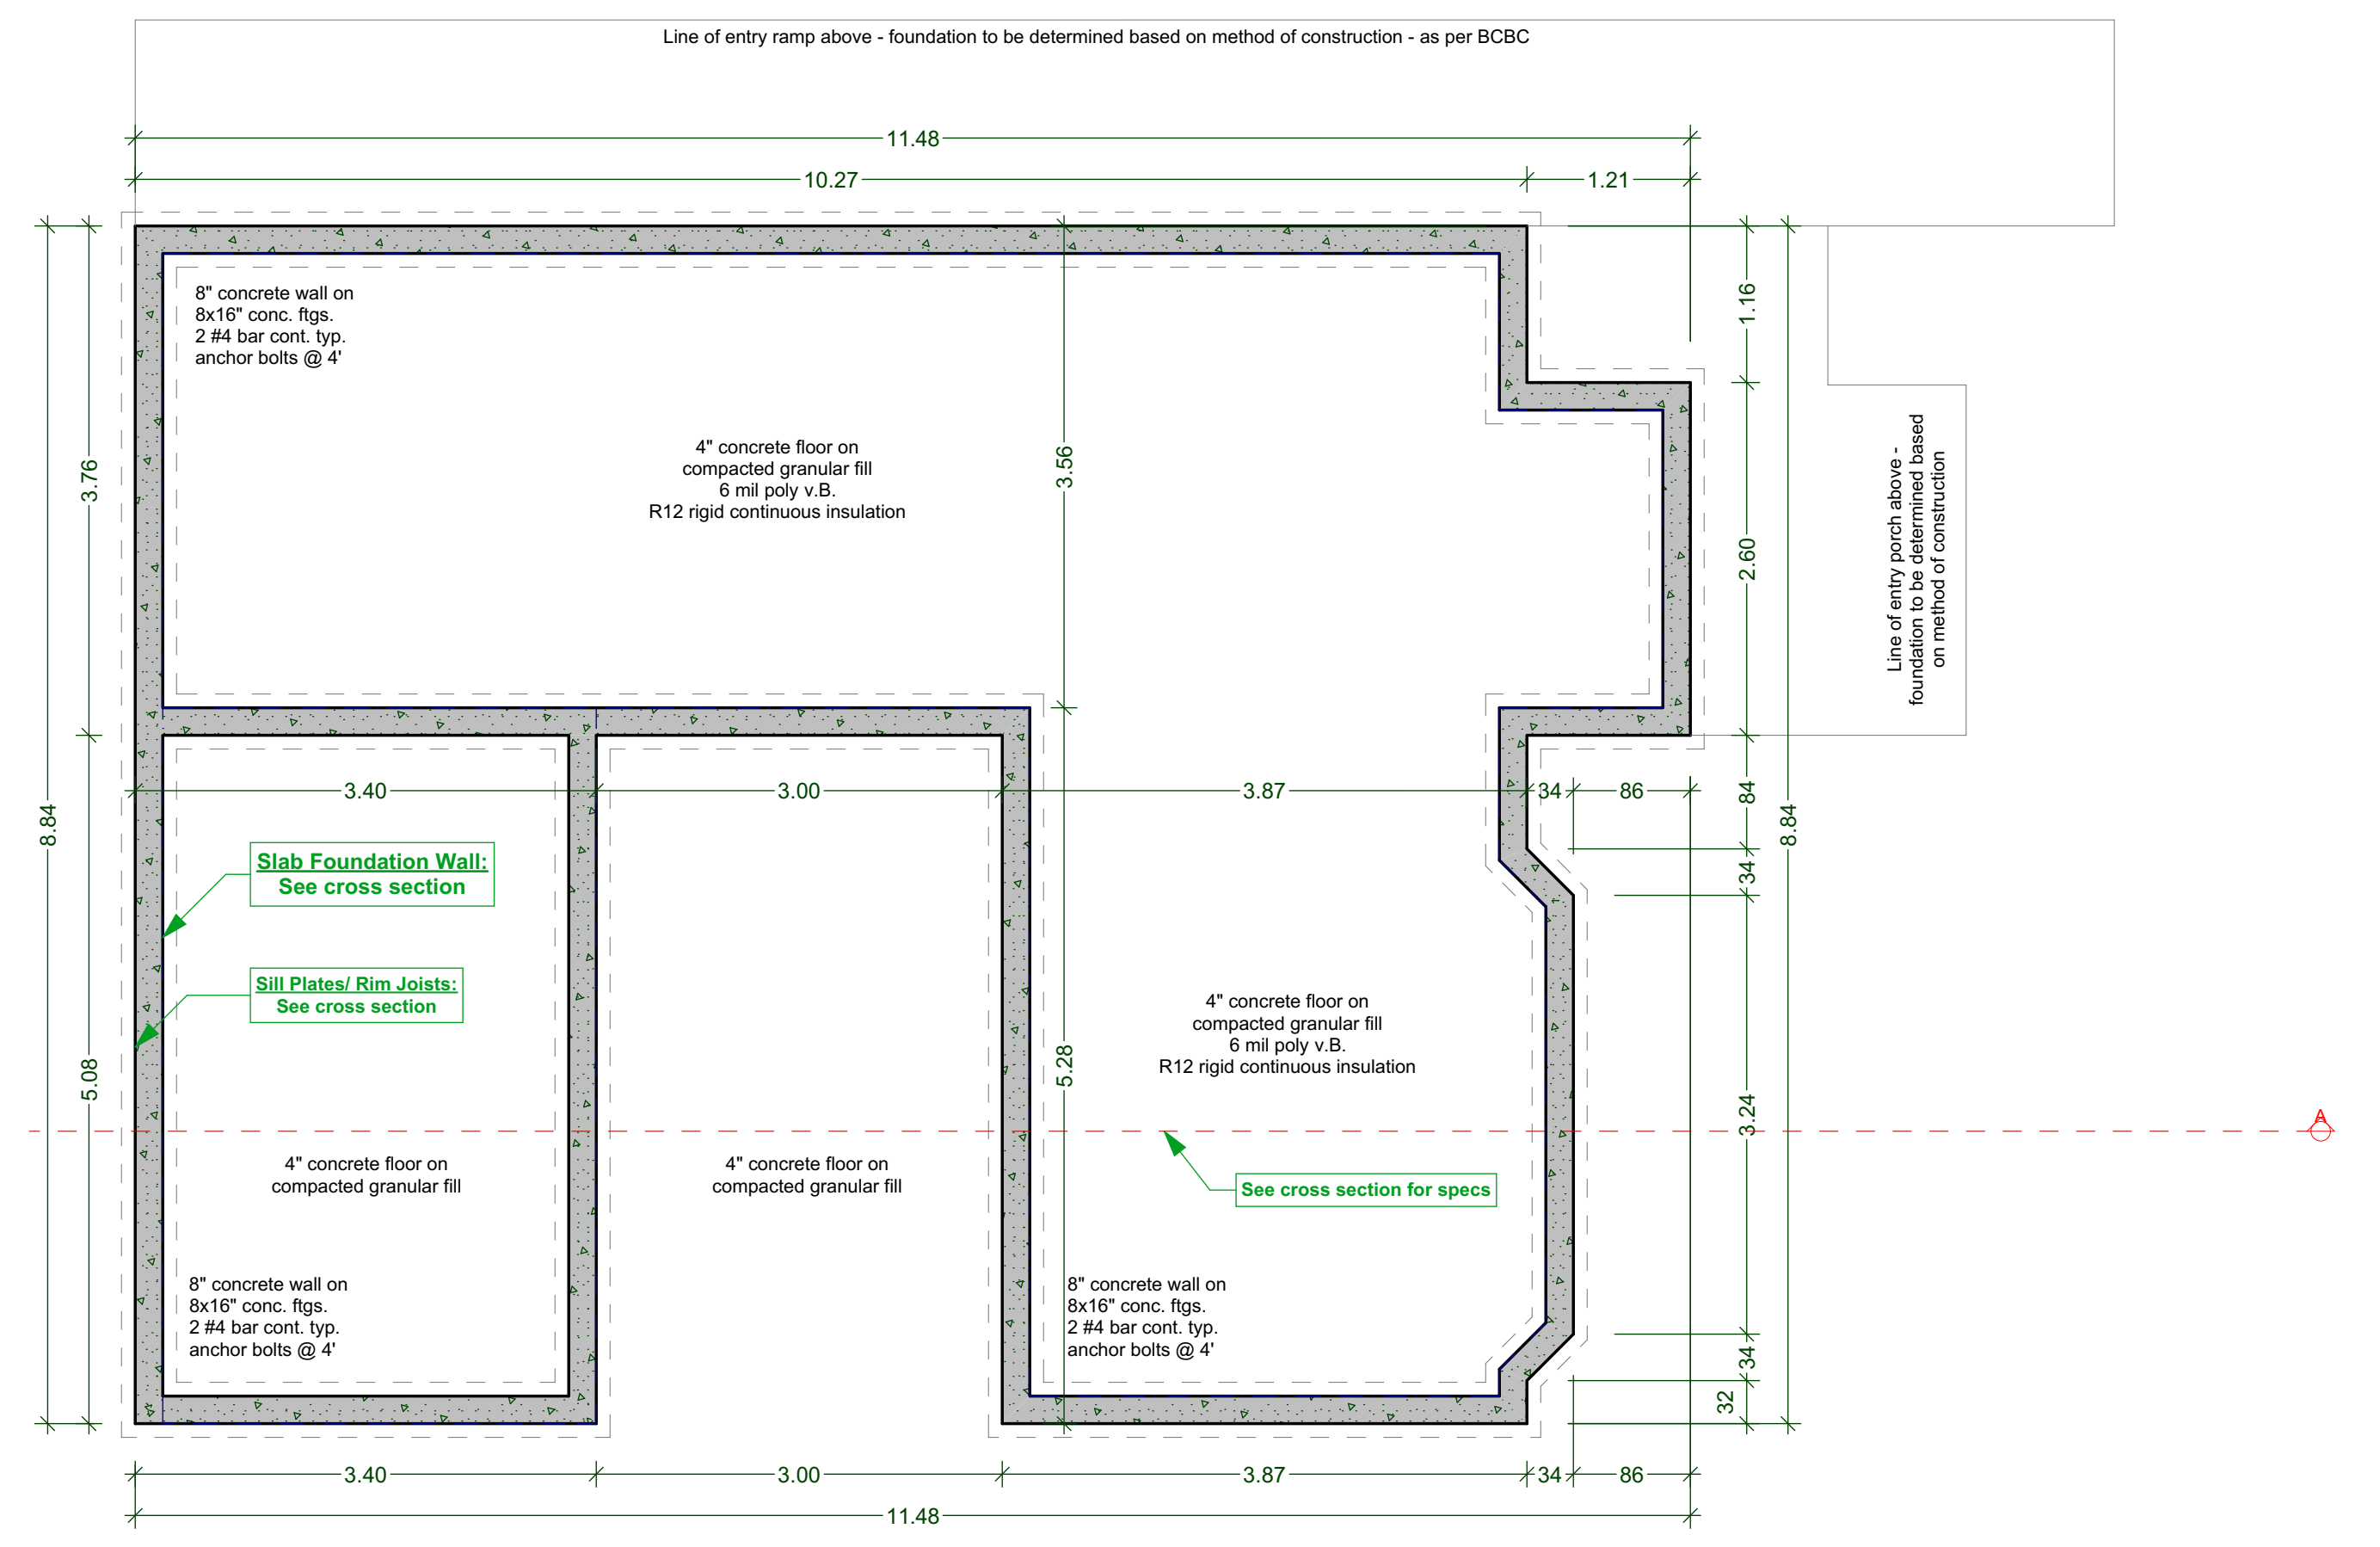 Line of entry ramp above - foundation to be determined based on method of construction - as per BCBC
11.48
10.27
1.21
8" concrete wall on
8x16" conc. ftgs.
2 #4 bar cont. typ.
anchor bolts @ 4'
1.16
3.76
4" concrete floor on
compacted granular fill
6 mil poly v.B.
R12 rigid continuous insulation
3.56
2.60
Line of entry porch above -
foundation to be determined based
on method of construction
3.40
3.00
3.87
34
86
84
8.84
8.84
34
Slab Foundation Wall:
See cross section
Sill Plates/ Rim Joists:
See cross section
5.08
5.28
4" concrete floor on
compacted granular fill
6 mil poly v.B.
R12 rigid continuous insulation
3.24
A
4" concrete floor on
compacted granular fill
4" concrete floor on
compacted granular fill
See cross section for specs
8" concrete wall on
8x16" conc. ftgs.
2 #4 bar cont. typ.
anchor bolts @ 4'
8" concrete wall on
8x16" conc. ftgs.
2 #4 bar cont. typ.
anchor bolts @ 4'
34
32
3.40
3.00
3.87
34
86
11.48